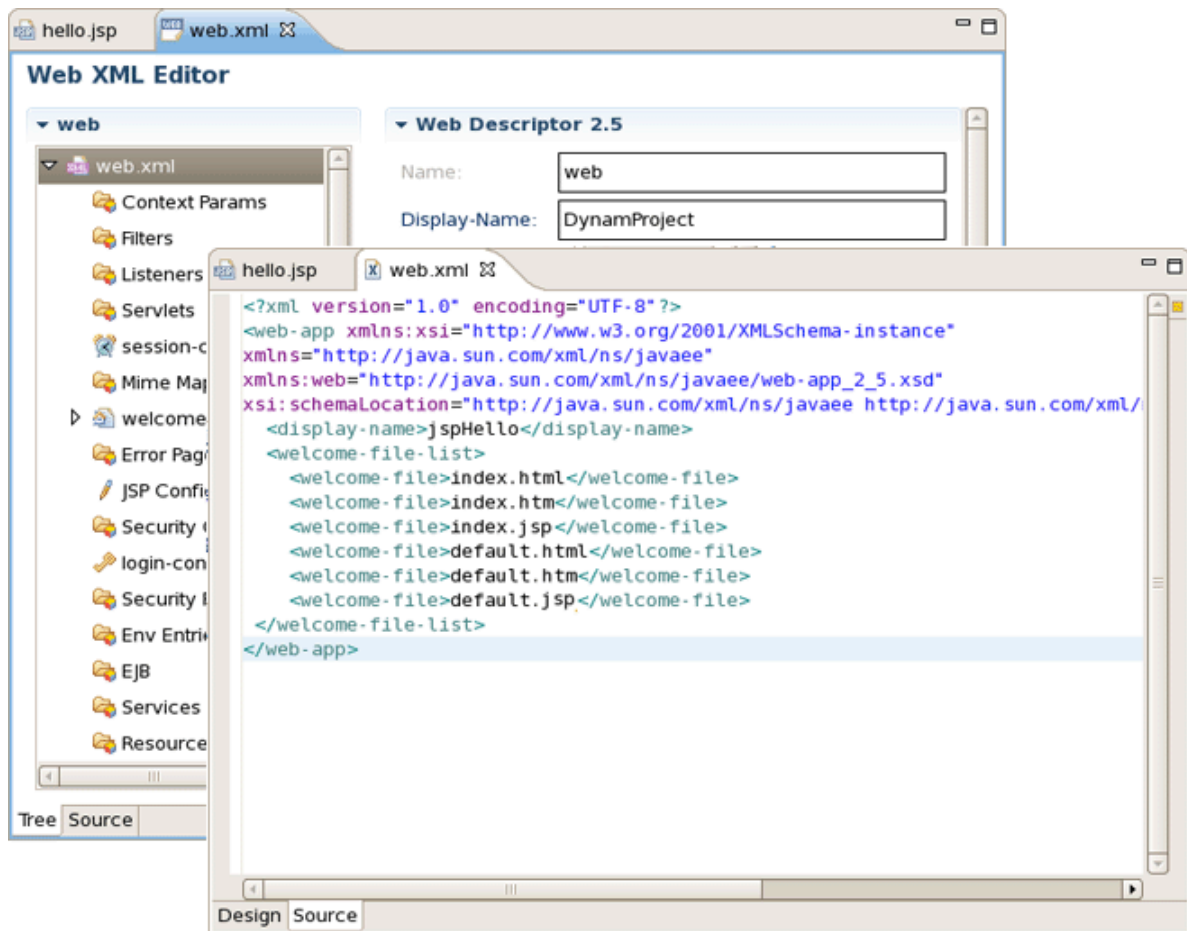 hello.jsp web.xml
Web XML Editor
web
Web Descriptor 2.5
web.xml
Name: web
Context Params
Display-Name: DynamProject
Filters
Listeners
Servlets
session-c
Mime Map
welcome
Error Pag
JSP Config
Security
login-con
Security
Env Entri
EJB
Services
Resource
Tree Source
hello.jsp web.xml
<?xml version="1.0" encoding="UTF-8"?>
<web-app xmlns:xsi="http://www.w3.org/2001/XMLSchema-instance"
xmlns="http://java.sun.com/xml/ns/javaee"
xmlns:web="http://java.sun.com/xml/ns/javaee/web-app_2_5.xsd"
xsi:schemaLocation="http://java.sun.com/xml/ns/javaee http://java.sun.com/xml/
<display-name>jspHello</display-name>
<welcome-file-list>
<welcome-file>index.html</welcome-file>
<welcome-file>index.htm</welcome-file>
<welcome-file>index.jsp</welcome-file>
<welcome-file>default.html</welcome-file>
<welcome-file>default.htm</welcome-file>
<welcome-file>default.jsp</welcome-file>
</welcome-file-list>
</web-app>
Design Source